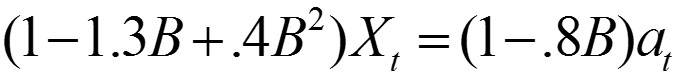 (1−1.3B+.4B²)Xₜ = (1−.8B)aₜ